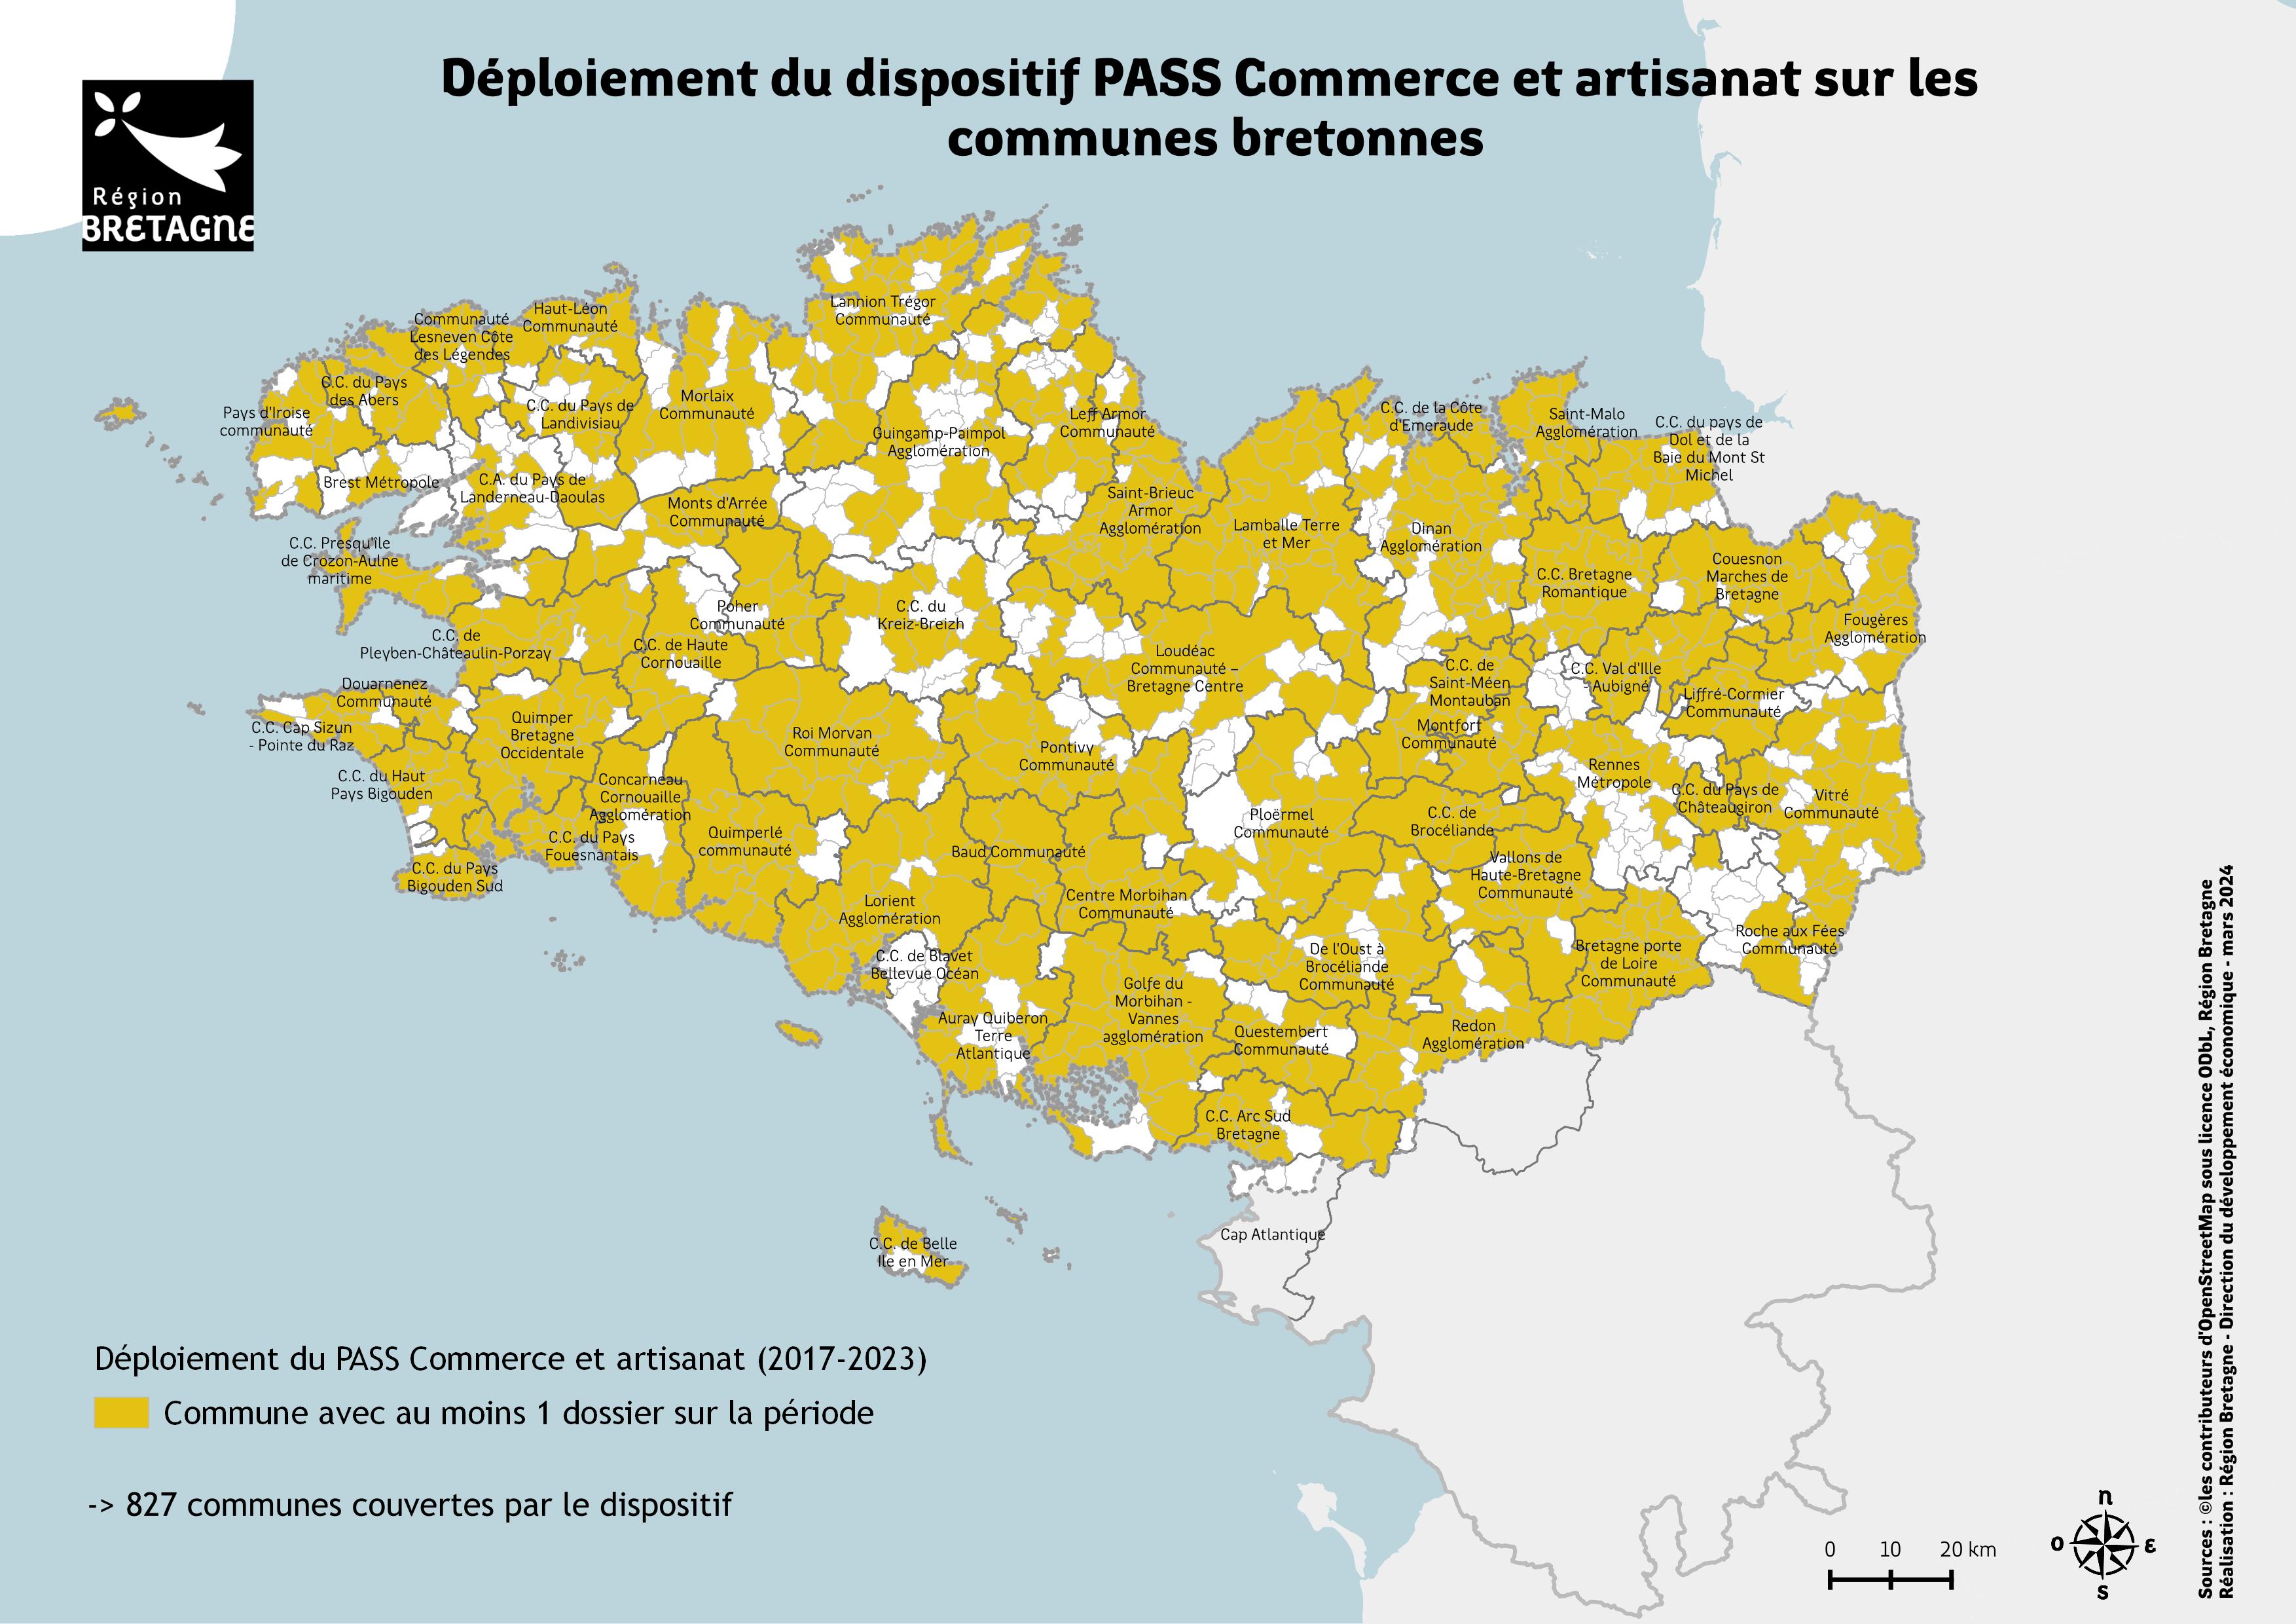 Déploiement du dispositif PASS Commerce et artisanat sur les
communes bretonnes
Région
BRETAGNE
Lannion Trégor
Communauté
Haut-Léon
Communauté
Communauté
Lesneven Côte
des Légendes
C.C. du Pays
des Abers
Pays d'Iroise
communauté
C.C. du Pays de
Landivisiau
Morlaix
Communauté
Guingamp-Paimpol
Agglomération
Leff Armor
Communauté
C.C. de la Côte
d'Emeraude
Saint-Malo
Agglomération
C.C. du pays de
Dol et de la
Baie du Mont St
Michel
Brest Métropole
C.A. du Pays de
Landerneau-Daoulas
Monts d'Arrée
Communauté
Saint-Brieuc
Armor
Agglomération
Lamballe Terre
et Mer
Dinan
Agglomération
C.C. Presqu'île
de Crozon-Aulne
maritime
C.C. Bretagne
Romantique
Couesnon
Marches de
Bretagne
Fougères
Agglomération
Poher
Communauté
C.C. du
Kreiz-Breizh
C.C. de
Pleyben-Châteaulin-Porzay
C.C. de Haute
Cornouaille
Loudéac
Communauté –
Bretagne Centre
C.C. de
Saint-Méen
Montauban
C.C. Val d'Ille
- Aubigné
Liffré-Cormier
Communauté
Douarnenez
Communauté
C.C. Cap Sizun
- Pointe du Raz
Quimper
Bretagne
Occidentale
Roi Morvan
Communauté
Pontivy
Communauté
Montfort
Communauté
Rennes
Métropole
C.C. du Pays de
Châteaugiron
Vitré
Communauté
C.C. du Haut
Pays Bigouden
Concarneau
Cornouaille
Agglomération
C.C. du Pays
Fouesnantais
Quimperlé
communauté
Ploërmel
Communauté
C.C. de
Brocéliande
Baud Communauté
Vallons de
Haute-Bretagne
Communauté
C.C. du Pays
Bigouden Sud
Lorient
Agglomération
Centre Morbihan
Communauté
Roche aux Fées
Communauté
C.C. de Blavet
Bellevue Océan
De l'Oust à
Brocéliande
Communauté
Bretagne porte
de Loire
Communauté
Golfe du
Morbihan -
Vannes
agglomération
Auray Quiberon
Terre
Atlantique
Questembert
Communauté
Redon
Agglomération
C.C. Arc Sud
Bretagne
Cap Atlantique
C.C. de Belle
Ile en Mer
Déploiement du PASS Commerce et artisanat (2017-2023)
Commune avec au moins 1 dossier sur la période
-> 827 communes couvertes par le dispositif
0 10 20 km
n
o ε
s
Sources : ©les contributeurs d'OpenStreetMap sous licence ODbL, Région Bretagne
Réalisation : Région Bretagne - Direction du développement économique - mars 2024